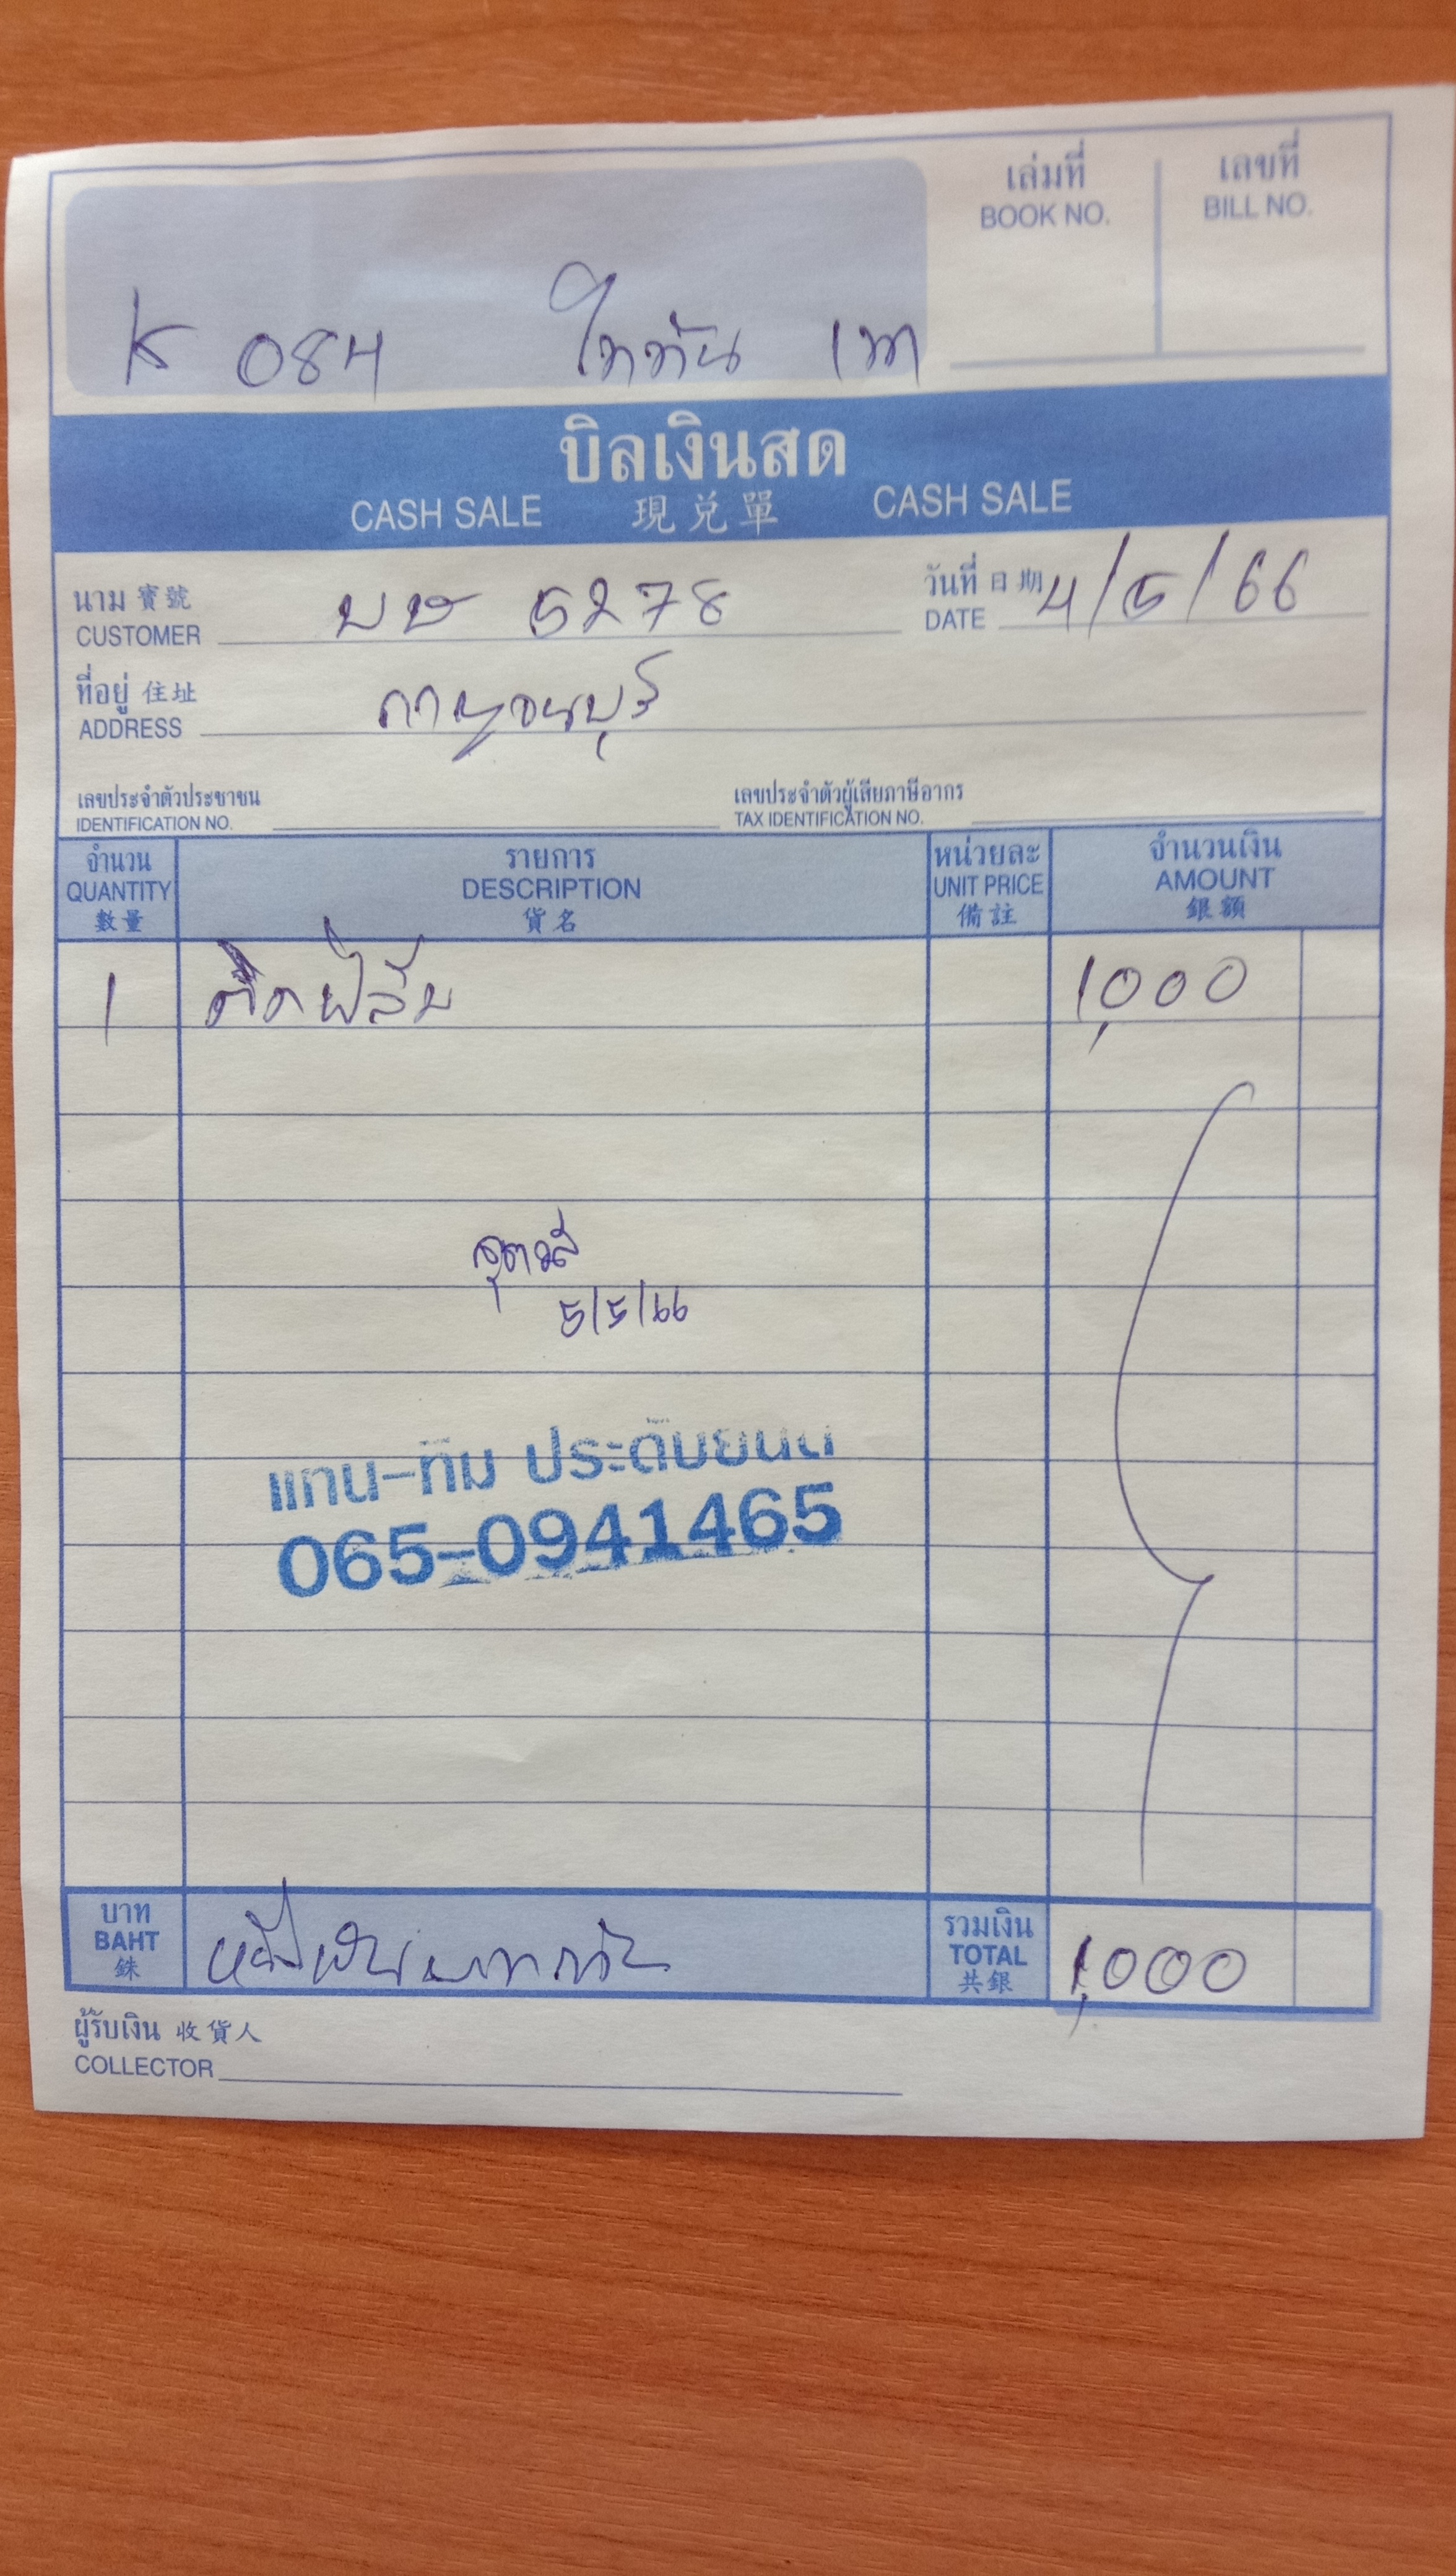 เล่มที่ เลขที่
BOOK NO. BILL NO.
K 084 ไททัน เทา
บิลเงินสด
CASH SALE 現兌單 CASH SALE
นาม 寶號 วันที่ 日期 4/5/66
CUSTOMER บษ 5278 DATE
ที่อยู่ 住址 กาญจนบุรี
ADDRESS
เลขประจำตัวประชาชน เลขประจำตัวผู้เสียภาษีอากร
IDENTIFICATION NO. TAX IDENTIFICATION NO.
จำนวน รายการ หน่วยละ จำนวนเงิน
QUANTITY DESCRIPTION UNIT PRICE AMOUNT
數量 貨名 備註 銀額
1 ติดฟิล์ม 1,000
5/5/66
แทน-ทิม ประดับยนต์
065-0941465
บาท รวมเงิน
BAHT หนึ่งพันบาทถ้วน TOTAL 1,000
銖 共銀
ผู้รับเงิน 收貨人
COLLECTOR